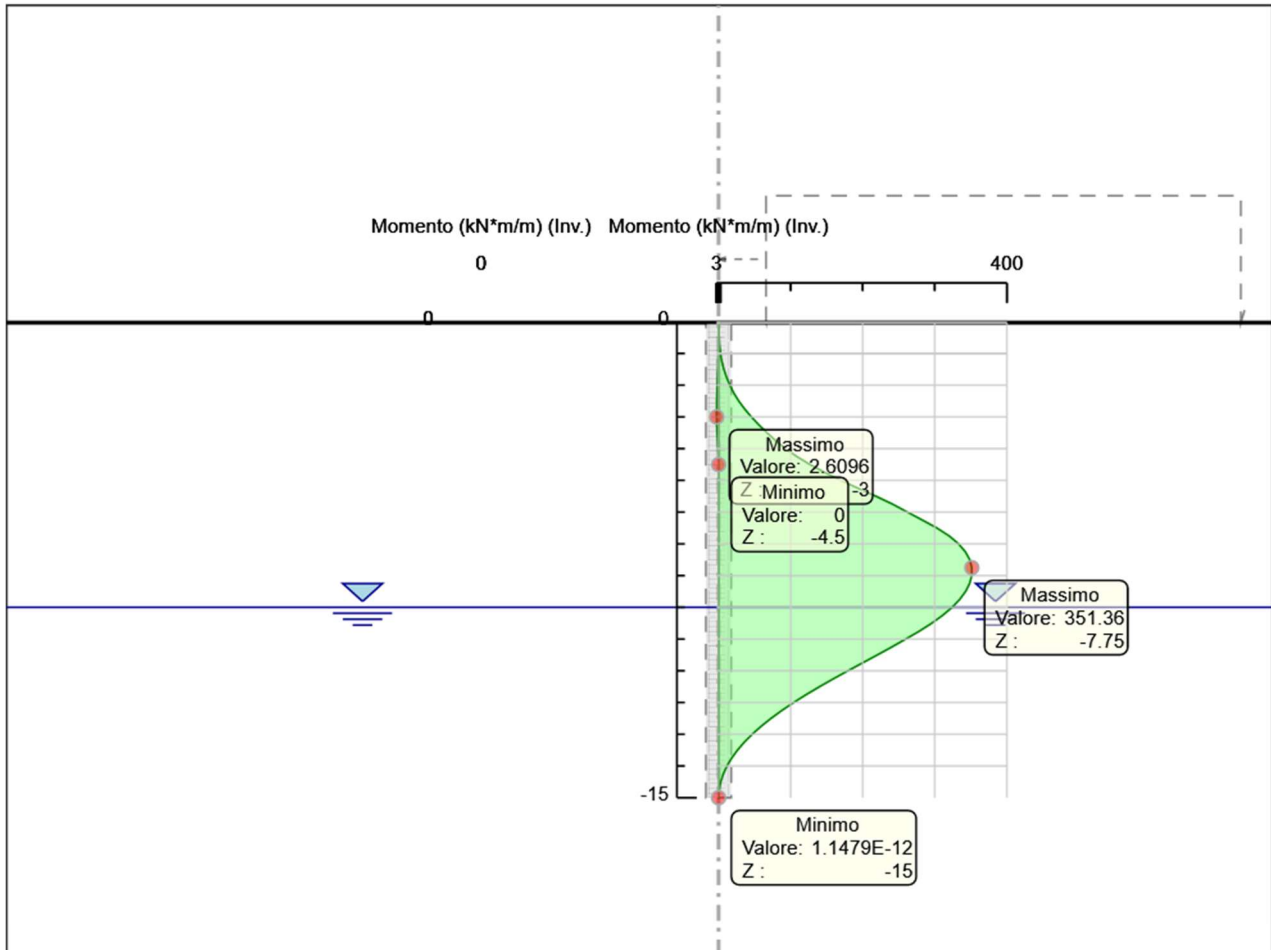 Momento (kN*m/m) (Inv.) Momento (kN*m/m) (Inv.)
0 3 400
0 0
Massimo
Valore: 2.6096
Z : -3
Minimo
Valore: 0
Z : -4.5
Massimo
Valore: 351.36
Z : -7.75
-15
Minimo
Valore: 1.1479E-12
Z : -15